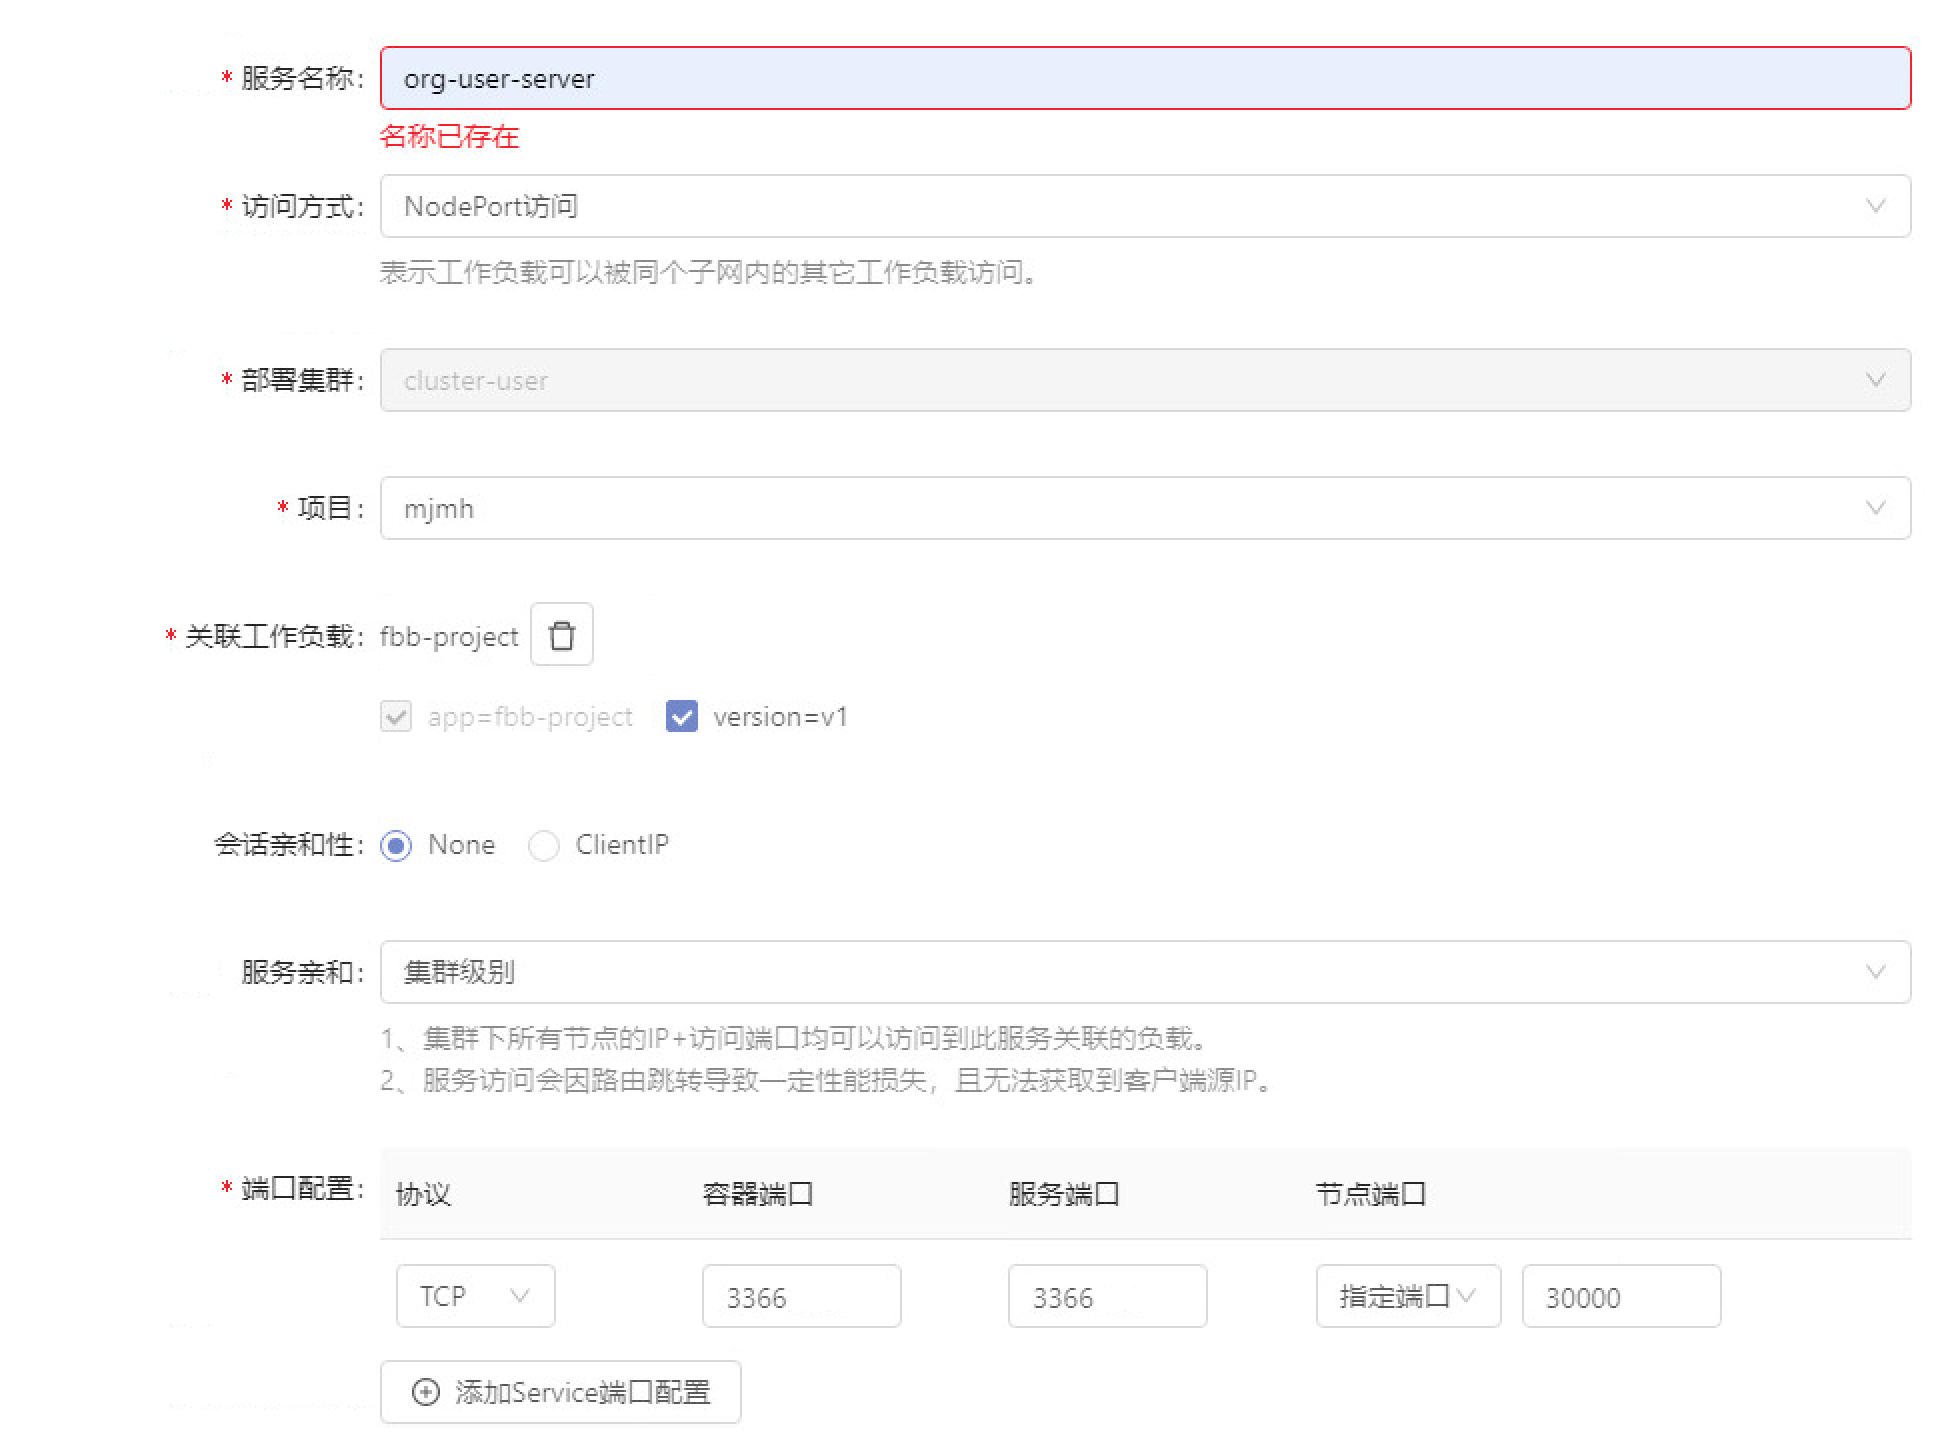 * 服务名称: org-user-server
名称已存在
* 访问方式: NodePort访问
表示工作负载可以被同个子网内的其它工作负载访问。
* 部署集群: cluster-user
* 项目: mjmh
* 关联工作负载: fbb-project
app=fbb-project version=v1
会话亲和性: None ClientIP
服务亲和: 集群级别
1、集群下所有节点的IP+访问端口均可以访问到此服务关联的负载。
2、服务访问会因路由跳转导致一定性能损失，且无法获取到客户端源IP。
* 端口配置: 协议 容器端口 服务端口 节点端口
TCP 3366 3366 指定端口 30000
添加Service端口配置